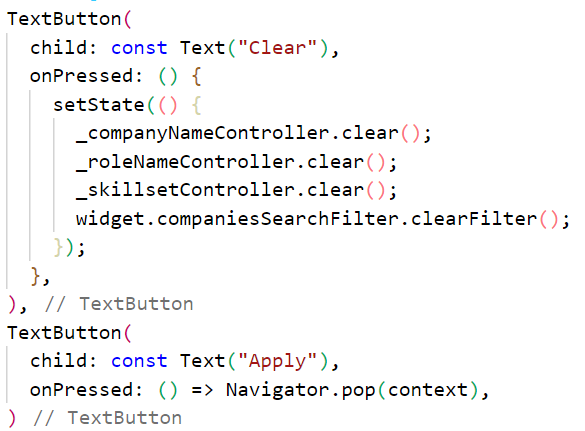 TextButton(
  child: const Text("Clear"),
  onPressed: () {
    setState(() {
      _companyNameController.clear();
      _roleNameController.clear();
      _skillsetController.clear();
      widget.companiesSearchFilter.clearFilter();
    });
  },
), // TextButton
TextButton(
  child: const Text("Apply"),
  onPressed: () => Navigator.pop(context),
) // TextButton